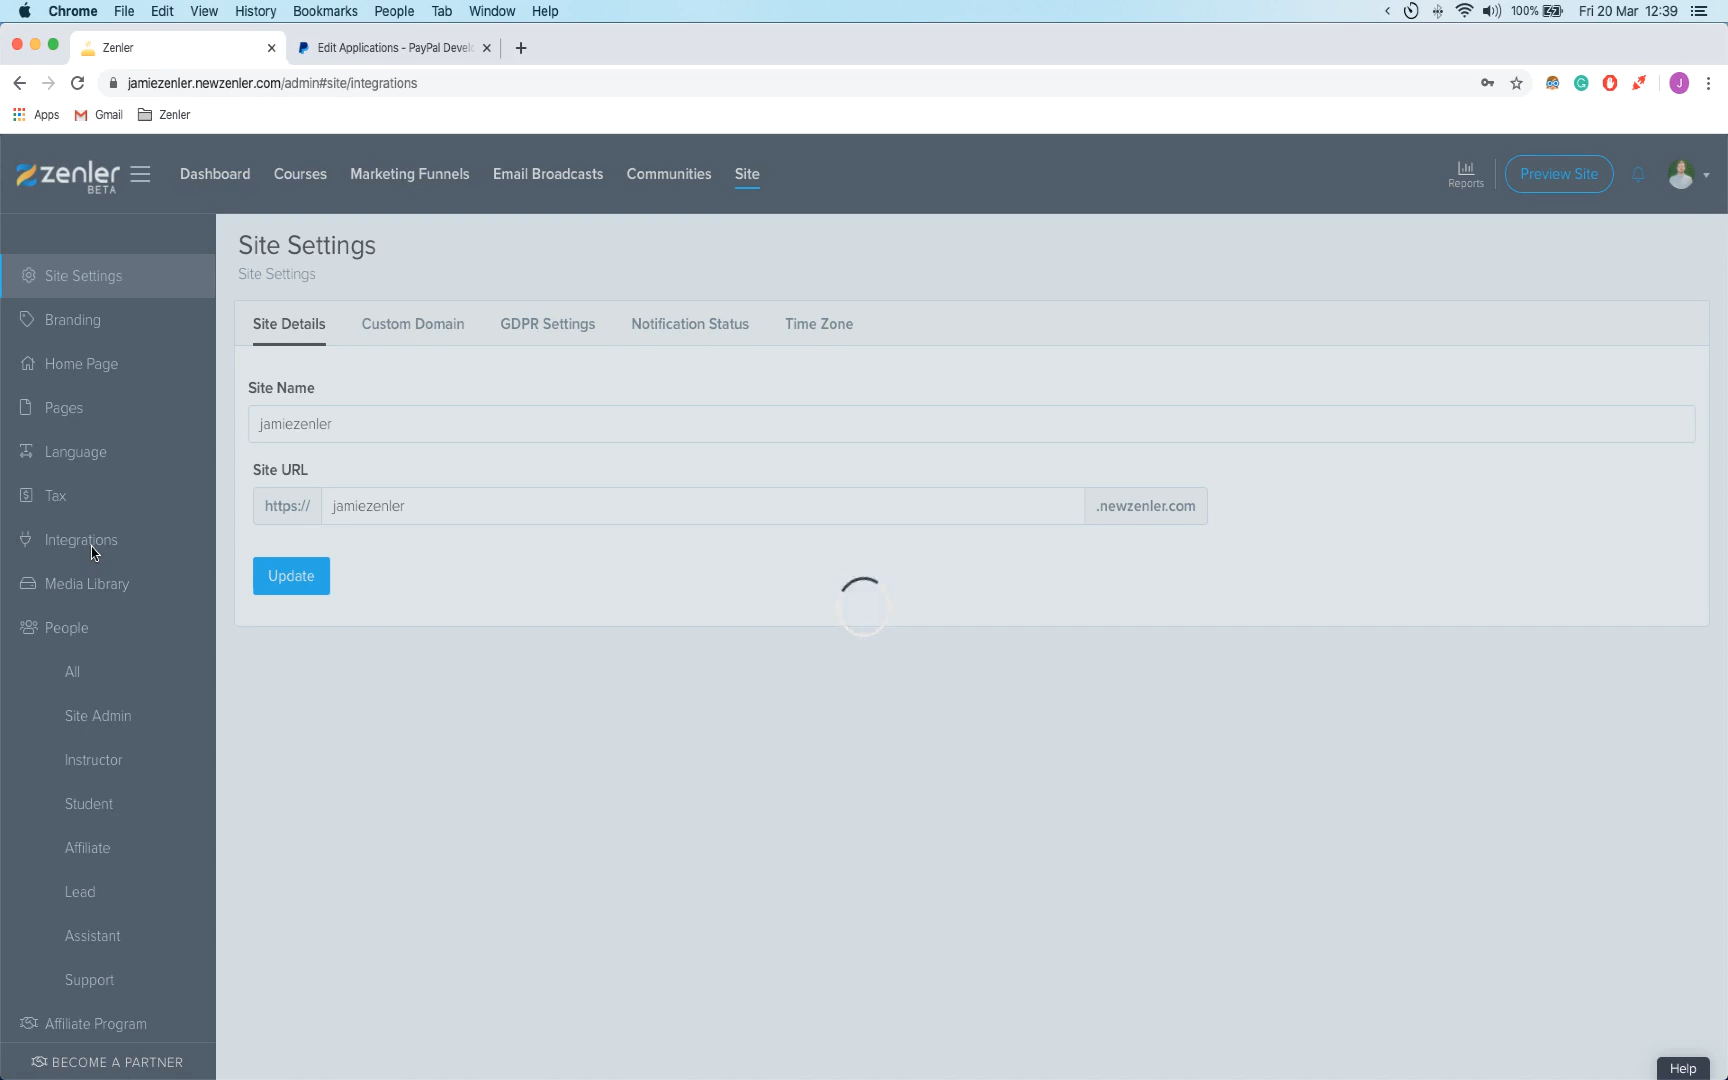 Chrome File Edit View History Bookmarks People Tab Window Help 100% Fri 20 Mar 12:39
Zenler Edit Applications - PayPal Devel
jamiezenler.newzenler.com/admin#site/integrations J
Apps Gmail Zenler
zenler BETA Dashboard Courses Marketing Funnels Email Broadcasts Communities Site Reports Preview Site
Site Settings
Branding
Home Page
Pages
Language
Tax
Integrations
Media Library
People
All
Site Admin
Instructor
Student
Affiliate
Lead
Assistant
Support
Affiliate Program
BECOME A PARTNER
Site Settings
Site Settings
Site Details Custom Domain GDPR Settings Notification Status Time Zone
Site Name
jamiezenler
Site URL
https:// jamiezenler .newzenler.com
Update
Help